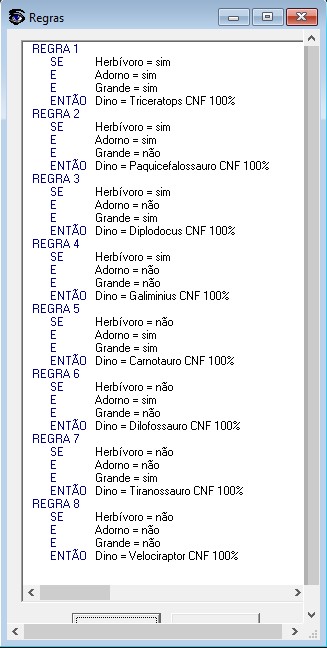 Regras
REGRA 1
SE Herbívoro = sim
E Adorno = sim
E Grande = sim
ENTÃO Dino = Triceratops CNF 100%
REGRA 2
SE Herbívoro = sim
E Adorno = sim
E Grande = não
ENTÃO Dino = Paquicefalossauro CNF 100%
REGRA 3
SE Herbívoro = sim
E Adorno = não
E Grande = sim
ENTÃO Dino = Diplodocus CNF 100%
REGRA 4
SE Herbívoro = sim
E Adorno = não
E Grande = não
ENTÃO Dino = Galiminius CNF 100%
REGRA 5
SE Herbívoro = não
E Adorno = sim
E Grande = sim
ENTÃO Dino = Carnotauro CNF 100%
REGRA 6
SE Herbívoro = não
E Adorno = sim
E Grande = não
ENTÃO Dino = Dilofossauro CNF 100%
REGRA 7
SE Herbívoro = não
E Adorno = não
E Grande = sim
ENTÃO Dino = Tiranossauro CNF 100%
REGRA 8
SE Herbívoro = não
E Adorno = não
E Grande = não
ENTÃO Dino = Velociraptor CNF 100%